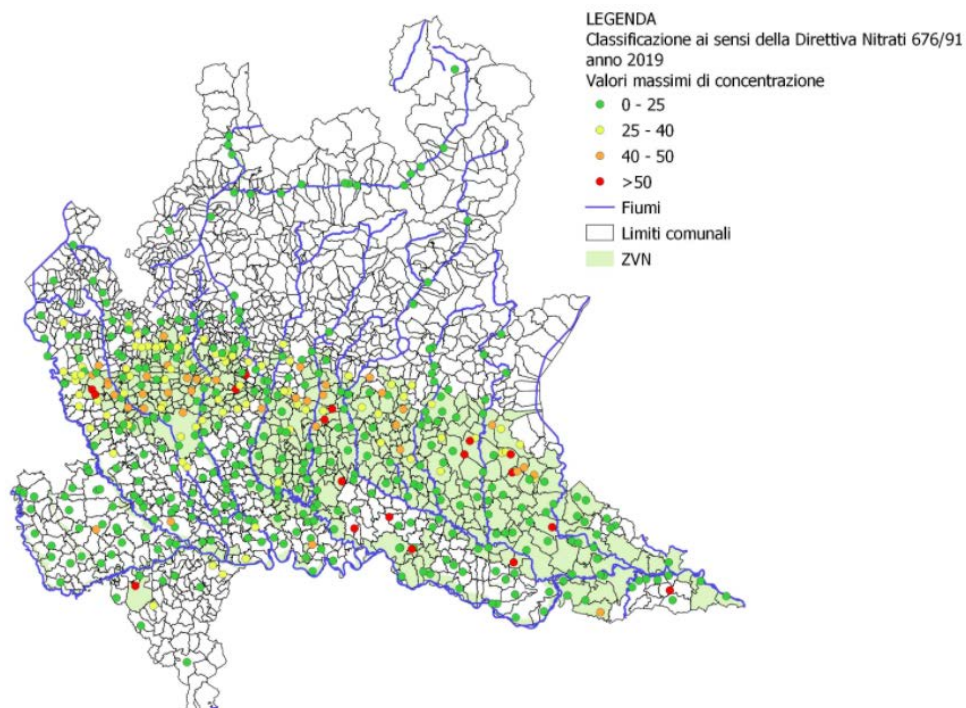 LEGENDA
Classificazione ai sensi della Direttiva Nitrati 676/91
anno 2019
Valori massimi di concentrazione
0 - 25
25 - 40
40 - 50
>50
Fiumi
Limiti comunali
ZVN